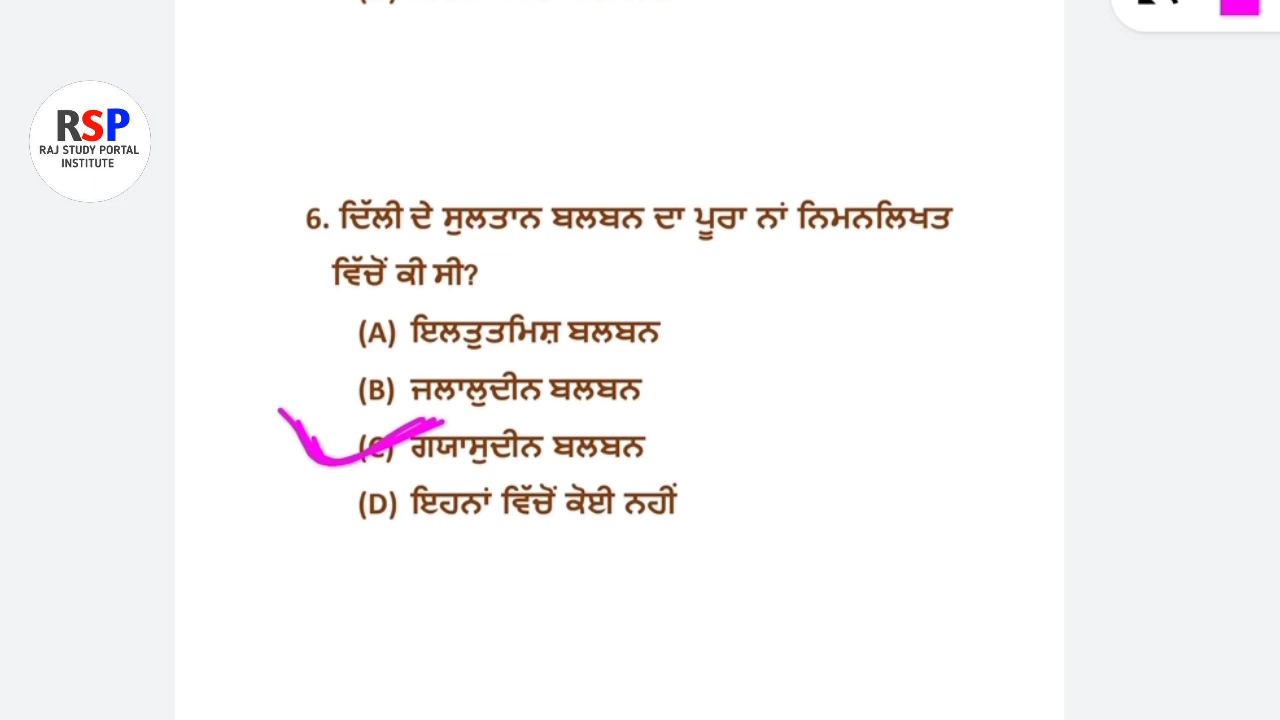 RSP
RAJ STUDY PORTAL
INSTITUTE
6. ਦਿੱਲੀ ਦੇ ਸੁਲਤਾਨ ਬਲਬਨ ਦਾ ਪੂਰਾ ਨਾਂ ਨਿਮਨਲਿਖਤ
ਵਿੱਚੋਂ ਕੀ ਸੀ?
(A) ਇਲਤੁਤਮਿਸ਼ ਬਲਬਨ
(B) ਜਲਾਲੁਦੀਨ ਬਲਬਨ
(C) ਗਯਾਸੁਦੀਨ ਬਲਬਨ
(D) ਇਹਨਾਂ ਵਿੱਚੋਂ ਕੋਈ ਨਹੀਂ